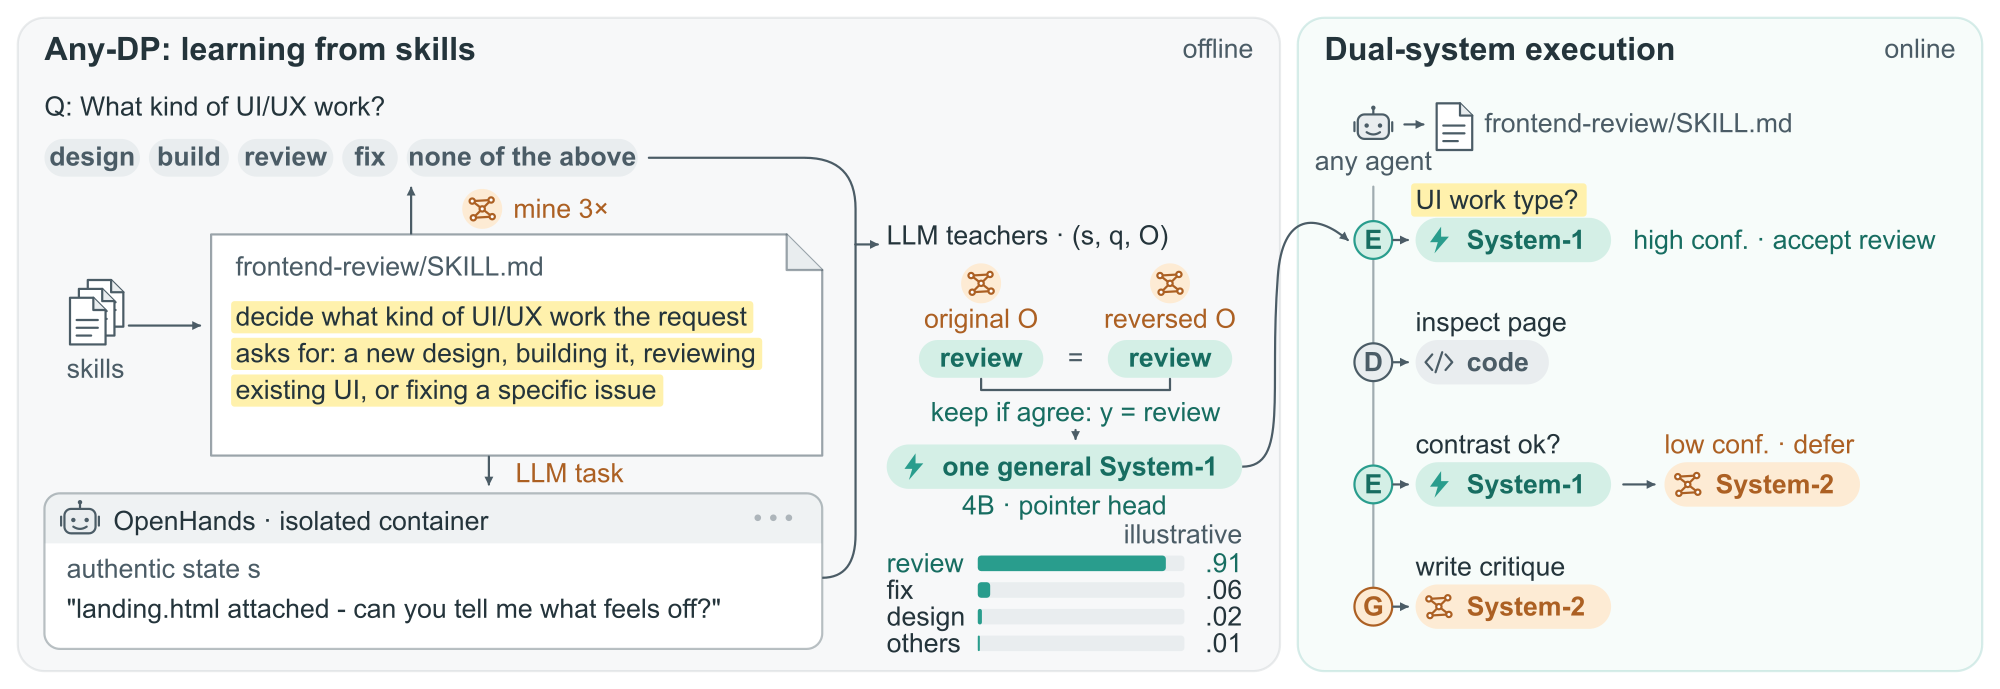 Any-DP: learning from skills
offline
Q: What kind of UI/UX work?
design build review fix none of the above
mine 3×
frontend-review/SKILL.md
decide what kind of UI/UX work the request
asks for: a new design, building it, reviewing
existing UI, or fixing a specific issue
skills
LLM task
OpenHands · isolated container
authentic state s
"landing.html attached - can you tell me what feels off?"
LLM teachers · (s, q, O)
original O reversed O
review = review
keep if agree: y = review
one general System-1
4B · pointer head
illustrative
review .91
fix .06
design .02
others .01
Dual-system execution
online
frontend-review/SKILL.md
any agent
UI work type?
E System-1 high conf. · accept review
inspect page
D </> code
contrast ok? low conf. · defer
E System-1 System-2
write critique
G System-2